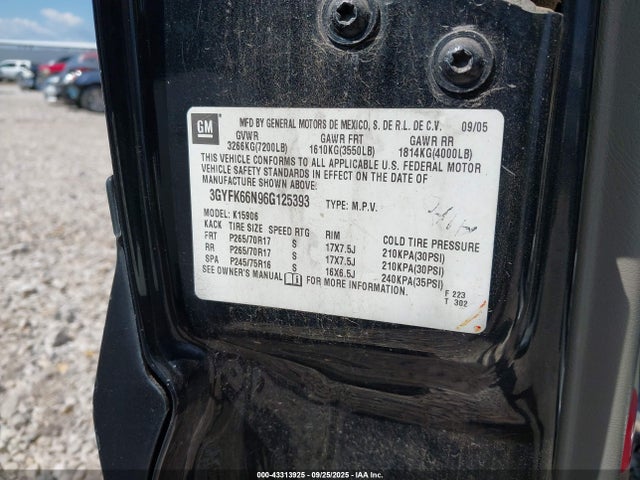 GM
MFD BY GENERAL MOTORS DE MEXICO, S. DE R.L. DE C.V. 09/05
GVWR GAWR FRT GAWR RR
3266KG(7200LB) 1610KG(3550LB) 1814KG(4000LB)
THIS VEHICLE CONFORMS TO ALL APPLICABLE U.S. FEDERAL MOTOR
VEHICLE SAFETY STANDARDS IN EFFECT ON THE DATE OF
MANUFACTURE SHOWN ABOVE.
3GYFK66N96G125393 TYPE: M.P.V.
MODEL: K15906
KACK TIRE SIZE SPEED RTG RIM COLD TIRE PRESSURE
FRT P265/70R17 S 17X7.5J 210KPA(30PSI)
RR P265/70R17 S 17X7.5J 210KPA(30PSI)
SPA P245/75R16 S 16X6.5J 240KPA(35PSI)
SEE OWNER'S MANUAL FOR MORE INFORMATION.
F 223
T 302
000-43313925 - 09/25/2025 - Copyright © IAA, LLC